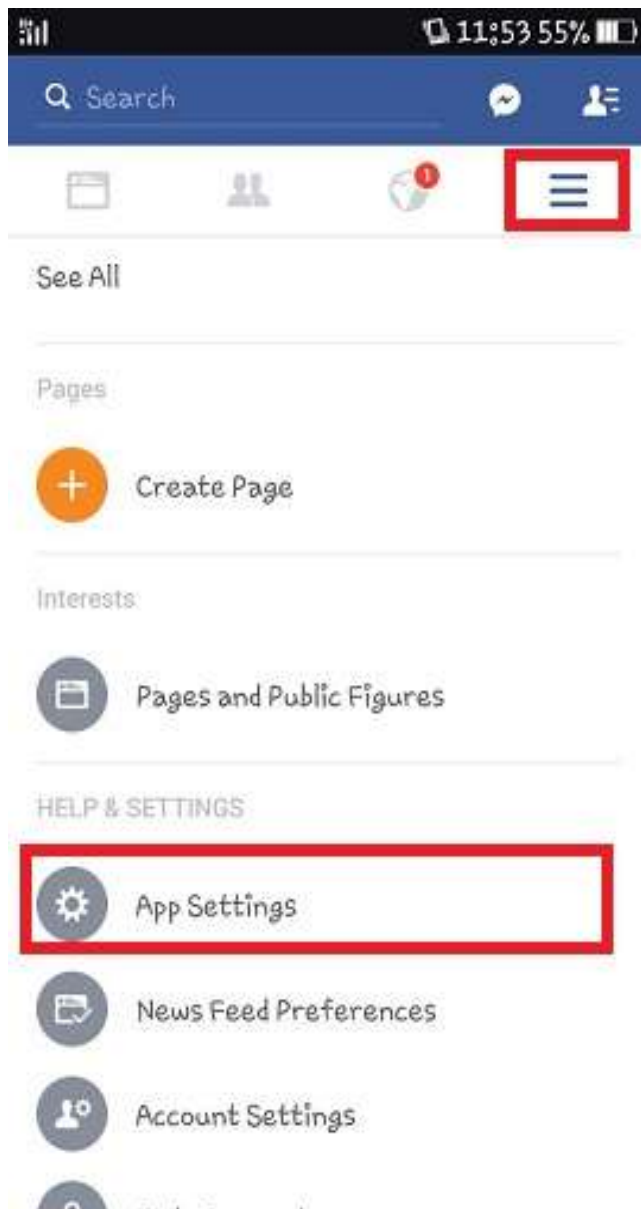 11:53 55%
Search
1
See All
Pages
Create Page
Interests
Pages and Public Figures
HELP & SETTINGS
App Settings
News Feed Preferences
Account Settings